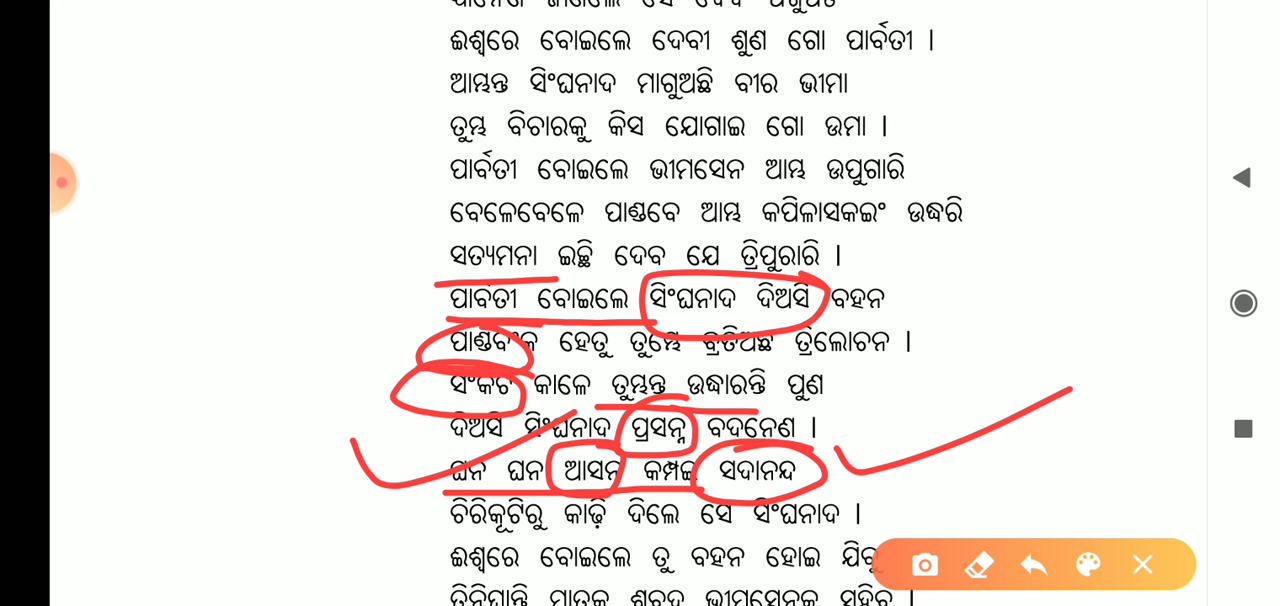 ଈଶ୍ୱରେ ବୋଇଲେ ଦେବୀ ଶୁଣ ଗୋ ପାର୍ବତୀ ।
ଆମ୍ଭନ୍ତ ସିଂଘନାଦ ମାଗୁଅଛି ବୀର ଭୀମା
ତୁମ୍ଭ ବିଚାରକୁ କିସ ଯୋଗାଇ ଗୋ ଉମା ।
ପାର୍ବତୀ ବୋଇଲେ ଭୀମସେନ ଆମ୍ଭ ଉପୁଗାରି
ବେଳେବେଳେ ପାଣ୍ଡବେ ଆମ୍ଭ କପିଳାସକଇଂ ଉଦ୍ଧରି
ସତ୍ୟମନା ଇଚ୍ଛି ଦେବ ଯେ ତ୍ରିପୁରାରି ।
ପାର୍ବତୀ ବୋଇଲେ ସିଂଘନାଦ ଦିଅସି ବହନ
ପାଣ୍ଡବଂକ ହେତୁ ତୁମ୍ଭେ ବ୍ରତିଅଛ ତ୍ରିଲୋଚନ ।
ସଂକଟ କାଳେ ତୁମ୍ଭନ୍ତ ଉଦ୍ଧାରନ୍ତି ପୁଣ
ଦିଅସି ସିଂଘନାଦ ପ୍ରସନ୍ନ ବଦନେଣ ।
ଘନ ଘନ ଆସନ କମ୍ପଇ ସଦାନନ୍ଦ
ଚିରିକୂଟିରୁ କାଢ଼ି ଦିଲେ ସେ ସିଂଘନାଦ ।
ଈଶ୍ୱରେ ବୋଇଲେ ତୁ ବହନ ହୋଇ